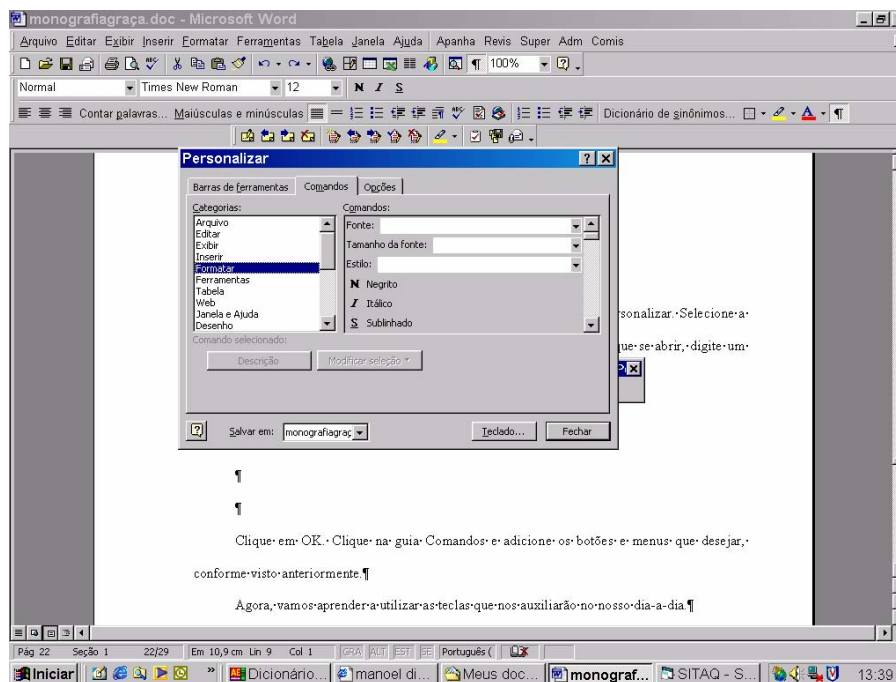 monografiagraça.doc - Microsoft Word
Arquivo Editar Exibir Inserir Formatar Ferramentas Tabela Janela Ajuda Apanha Revis Super Adm Comis
100%
Normal Times New Roman 12 N I S
Contar palavras... Maiúsculas e minúsculas Dicionário de sinônimos...
Personalizar
Barras de ferramentas Comandos Opções
Categorias: Comandos:
Arquivo
Editar
Exibir
Inserir
Formatar
Ferramentas
Tabela
Web
Janela e Ajuda
Desenho
Fonte:
Tamanho da fonte:
Estilo:
N Negrito
I Itálico
S Sublinhado
Comando selecionado:
Descrição Modificar seleção
Salvar em: monografiagraç Teclado... Fechar
rsonalizar. Selecione a
que se abrir, digite um
¶
¶
Clique em OK. Clique na guia Comandos e adicione os botões e menus que desejar,
conforme visto anteriormente.¶
Agora, vamos aprender a utilizar as teclas que nos auxiliarão no nosso dia-a-dia.¶
Pág 22 Seção 1 22/29 Em 10,9 cm Lin 9 Col 1 GRA ALT EST SE Português (
Iniciar » Dicionário... manoel di... Meus doc... monograf... SITAQ - S... 13:39